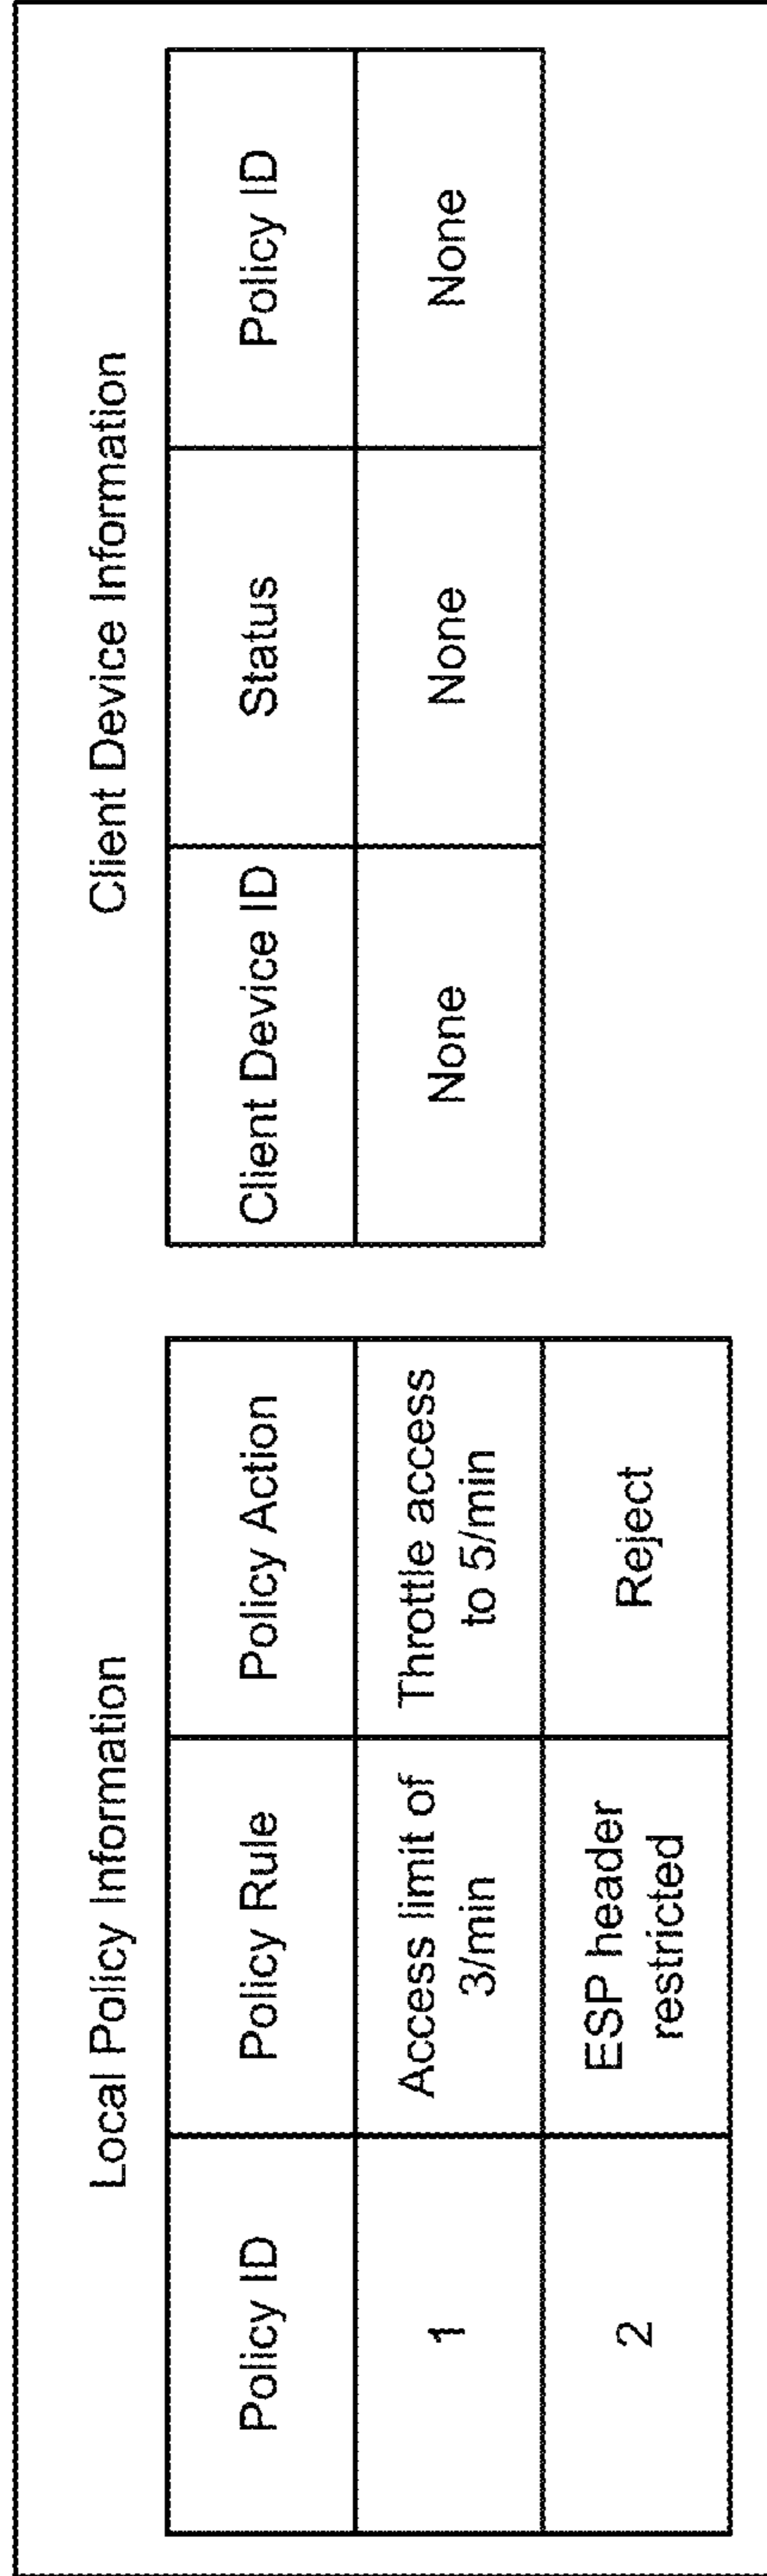 Local Policy Information
Policy ID
Policy Rule
Policy Action
1
Access limit of
3/min
Throttle access
to 5/min
2
ESP header
restricted
Reject
Client Device Information
Client Device ID
Status
Policy ID
None
None
None